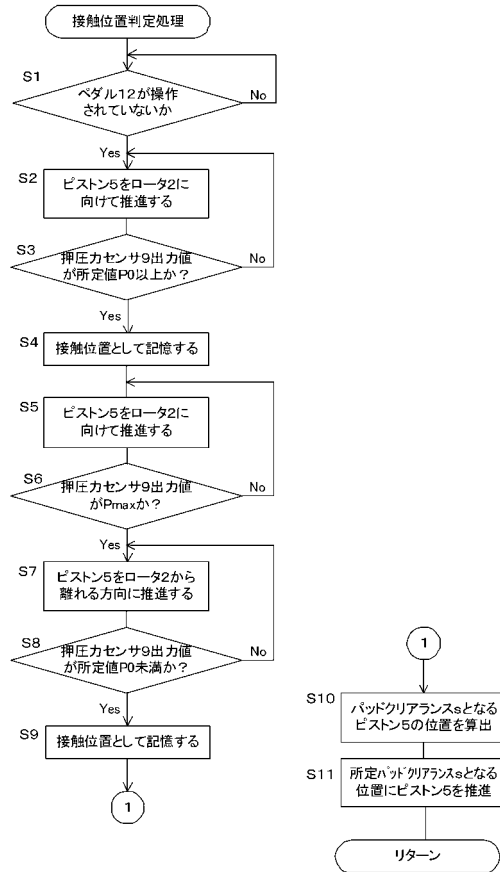 接触位置判定処理
S1
ペダル12が操作
されていないか
No
Yes
S2
ピストン5をロータ2に
向けて推進する
S3
押圧力センサ9出力値
が所定値P0以上か?
No
Yes
S4
接触位置として記憶する
S5
ピストン5をロータ2に
向けて推進する
S6
押圧力センサ9出力値
がPmaxか?
No
Yes
S7
ピストン5をロータ2から
離れる方向に推進する
S8
押圧力センサ9出力値
が所定値P0未満か?
No
Yes
S9
接触位置として記憶する
1
1
S10
パッドクリアランスsとなる
ピストン5の位置を算出
S11
所定パッドクリアランスsとなる
位置にピストン5を推進
リターン